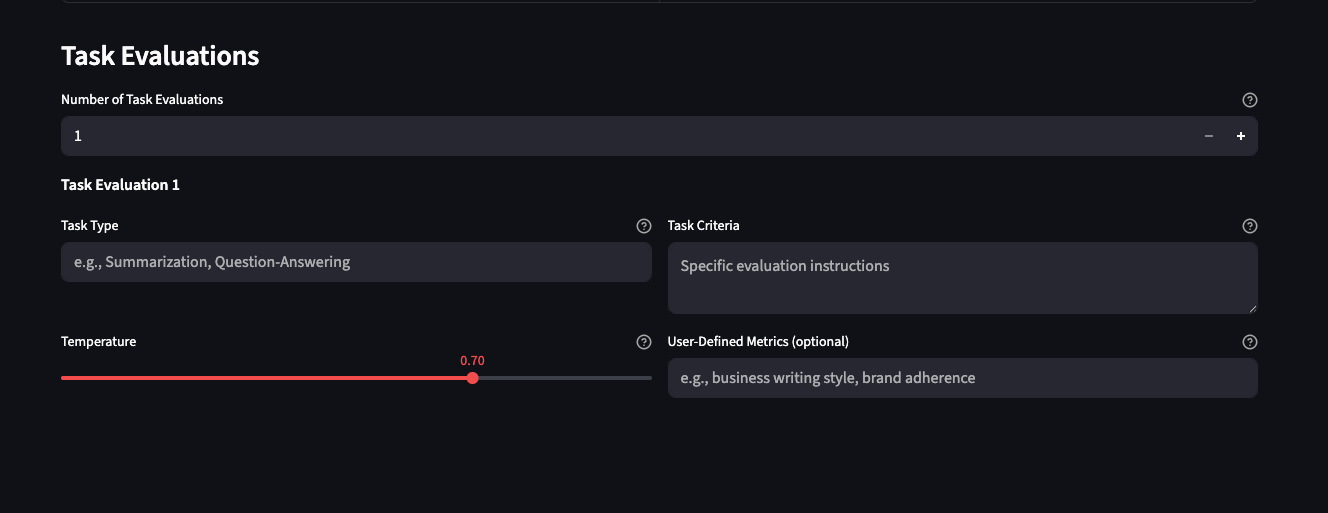 Task Evaluations
Number of Task Evaluations
1
Task Evaluation 1
Task Type
e.g., Summarization, Question-Answering
Task Criteria
Specific evaluation instructions
Temperature
0.70
User-Defined Metrics (optional)
e.g., business writing style, brand adherence